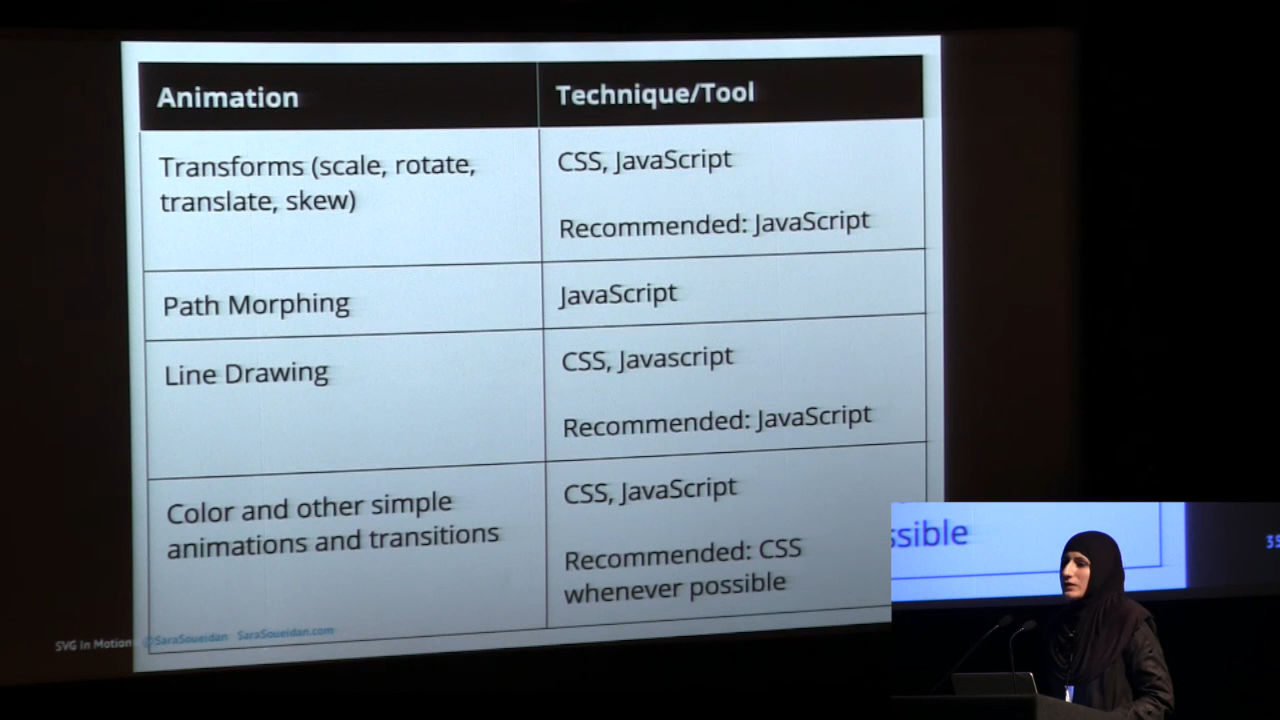 Animation
Technique/Tool
Transforms (scale, rotate,
translate, skew)
CSS, JavaScript
Recommended: JavaScript
Path Morphing
JavaScript
Line Drawing
CSS, Javascript
Recommended: JavaScript
Color and other simple
animations and transitions
CSS, JavaScript
Recommended: CSS
whenever possible
SVG In Motion @SaraSoueidan SaraSoueidan.com
ssible
35